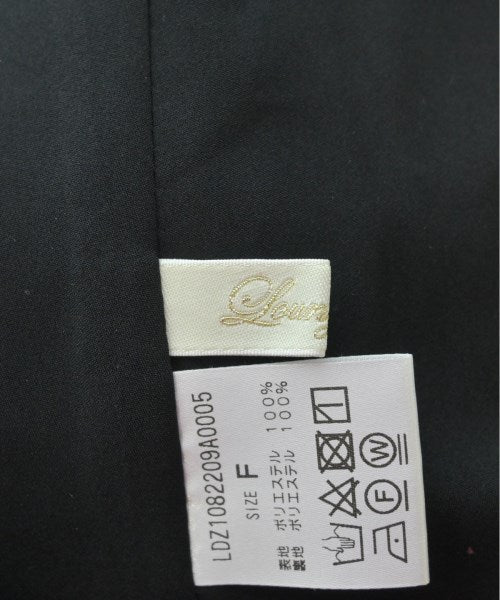 Leung
LDZ1082209A0005
SIZE F
表地 ポリエステル 100%
裏地 ポリエステル 100%
F W